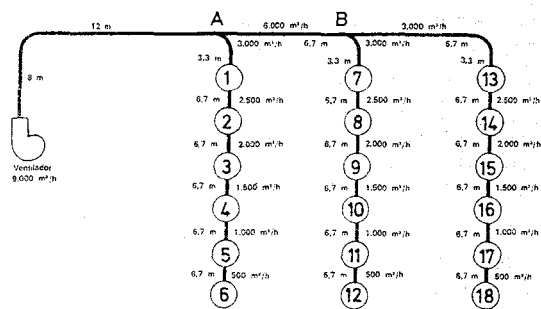 A B
12 m 6.000 m³/h 3,000 m³/h
3.000 m³/h 6,7 m 3.000 m³/h 6,7 m
3,3 m 3,3 m 3,3 m
8 m
1 7 13
6,7 m 2.500 m³/h 6,7 m 2.500 m³/h 6,7 m 2.500 m³/h
2 8 14
6,7 m 2.000 m³/h 6,7 m 2.000 m³/h 6,7 m 2.000 m³/h
Ventilador
9.000 m³/h
3 9 15
6,7 m 1.500 m³/h 6,7 m 1.500 m³/h 6,7 m 1.500 m³/h
4 10 16
6,7 m 1.000 m³/h 6,7 m 1.000 m³/h 6,7 m 1.000 m³/h
5 11 17
6,7 m 500 m³/h 6,7 m 500 m³/h 6,7 m 500 m³/h
6 12 18